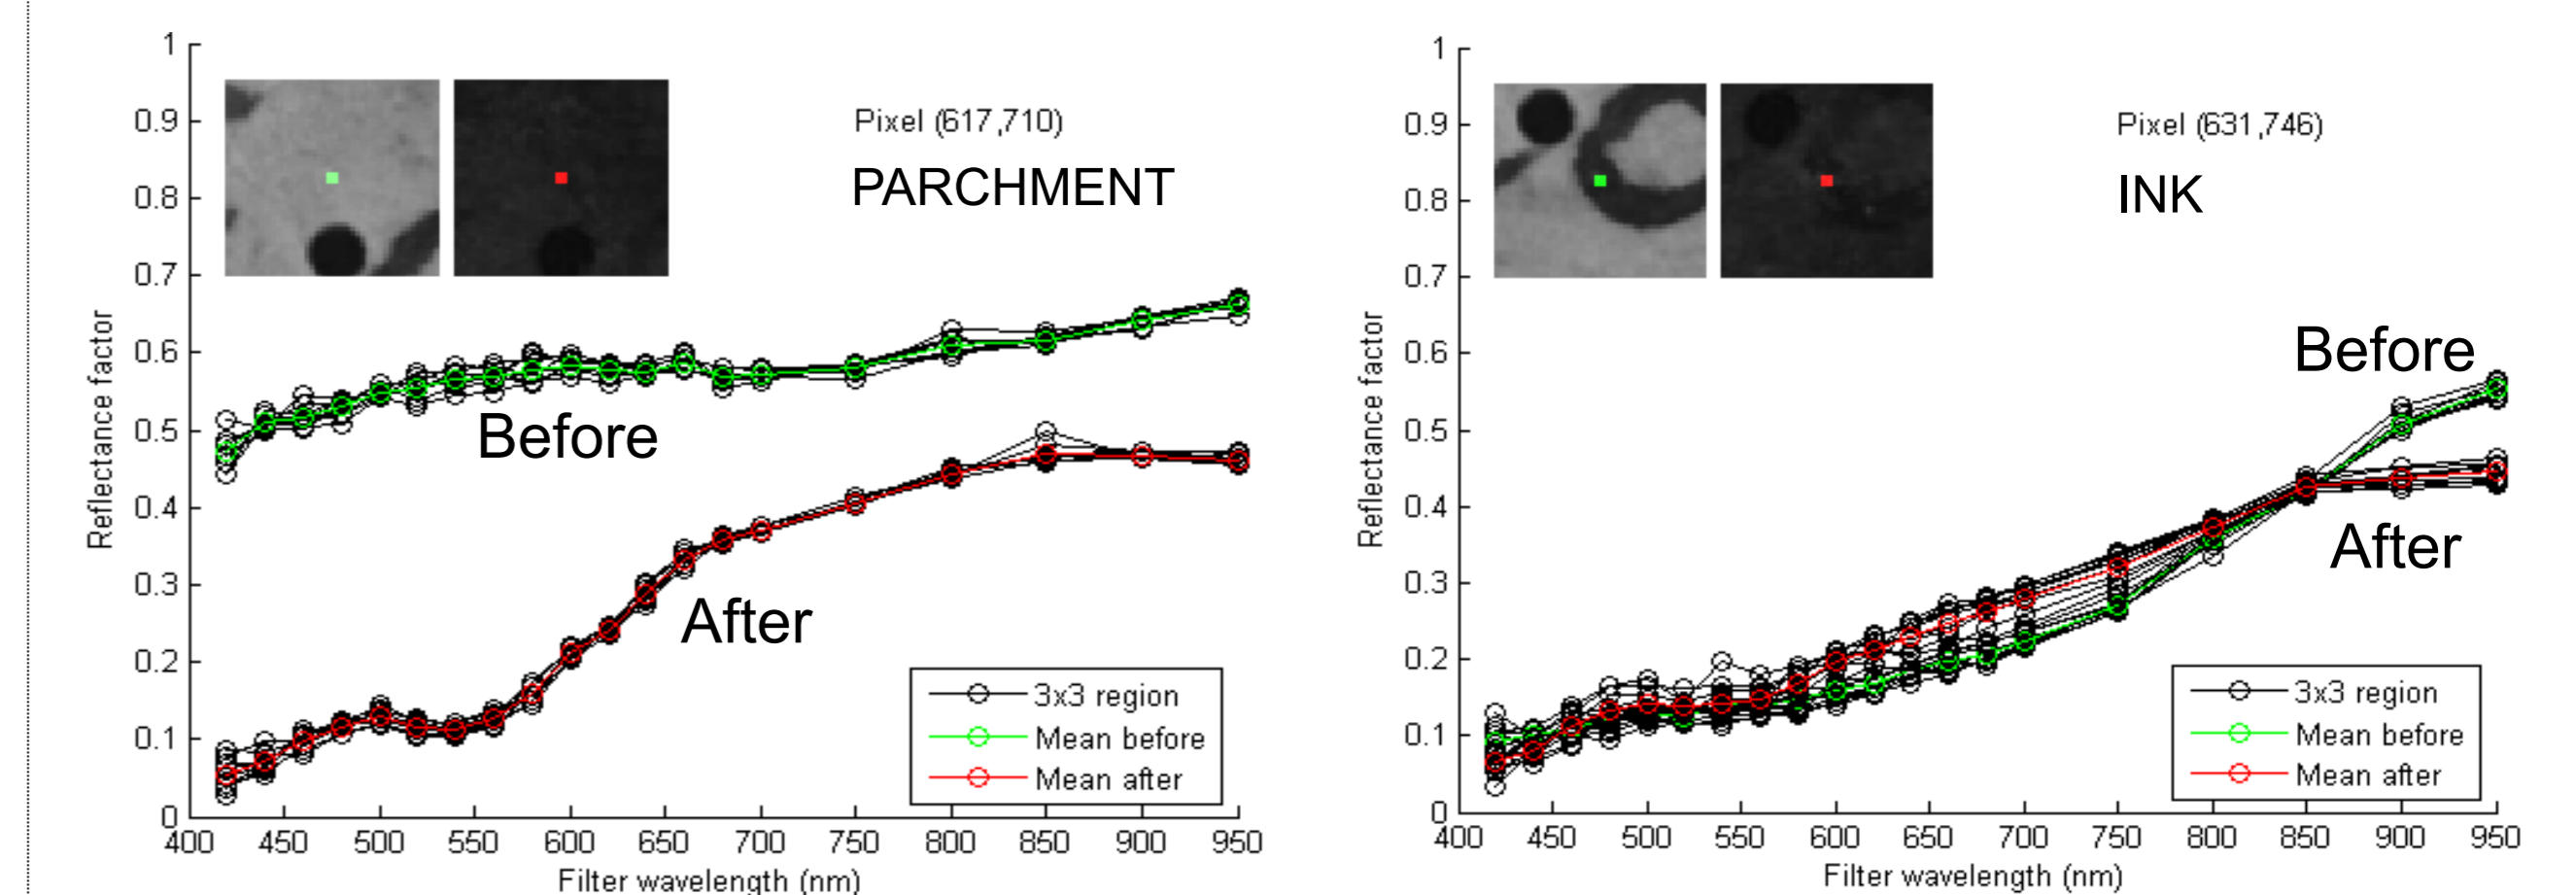 Pixel (617,710)
PARCHMENT
Before
After
3x3 region
Mean before
Mean after
Reflectance factor
1
0.9
0.8
0.7
0.6
0.5
0.4
0.3
0.2
0.1
0
400 450 500 550 600 650 700 750 800 850 900 950
Filter wavelength (nm)
Pixel (631,746)
INK
Before
After
3x3 region
Mean before
Mean after
Reflectance factor
1
0.9
0.8
0.7
0.6
0.5
0.4
0.3
0.2
0.1
0
400 450 500 550 600 650 700 750 800 850 900 950
Filter wavelength (nm)